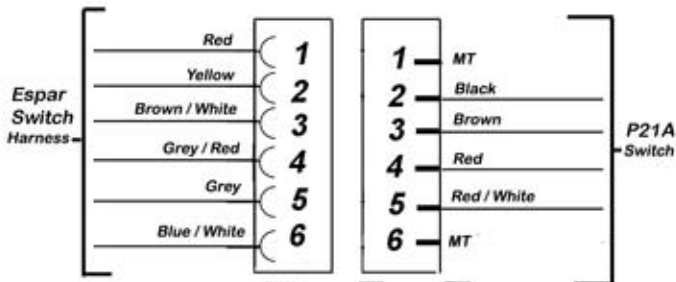 Espar
Switch
Harness
Red
Yellow
Brown / White
Grey / Red
Grey
Blue / White
1
2
3
4
5
6
1
2
3
4
5
6
MT
Black
Brown
Red
Red / White
MT
P21A
Switch